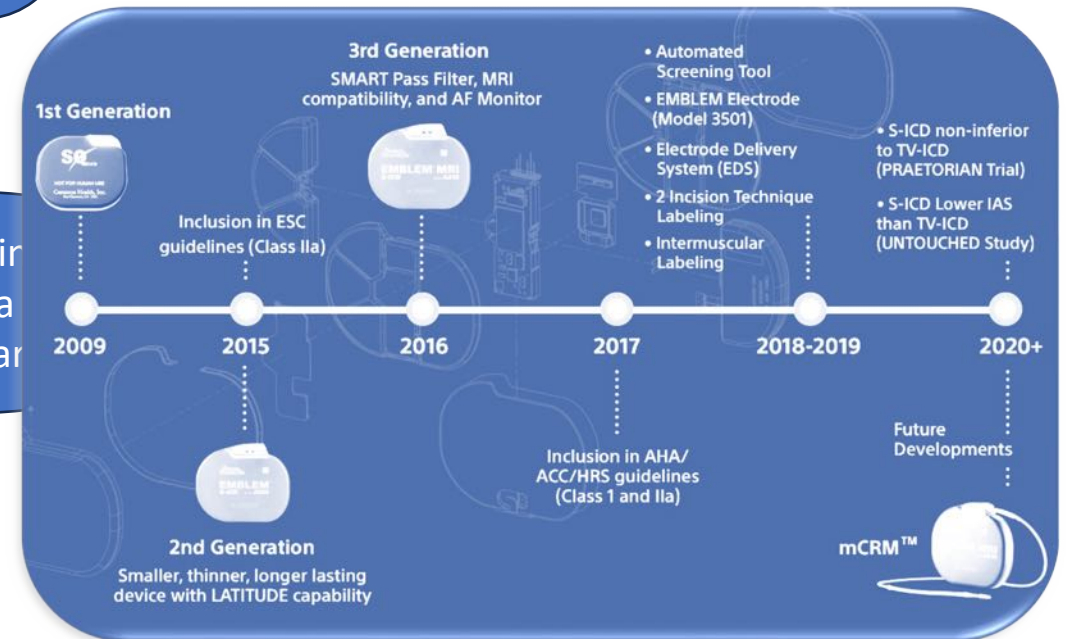 1st Generation
3rd Generation
SMART Pass Filter, MRI
compatibility, and AF Monitor
EMBLEM MRI
Inclusion in ESC
guidelines (Class IIa)
• Automated
Screening Tool
• EMBLEM Electrode
(Model 3501)
• Electrode Delivery
System (EDS)
• 2 Incision Technique
Labeling
• Intermuscular
Labeling
• S-ICD non-inferior
to TV-ICD
(PRAETORIAN Trial)
• S-ICD Lower IAS
than TV-ICD
(UNTOUCHED Study)
2009
2015
2016
2017
2018-2019
2020+
EMBLEM
2nd Generation
Smaller, thinner, longer lasting
device with LATITUDE capability
Inclusion in AHA/
ACC/HRS guidelines
(Class 1 and IIa)
Future
Developments
mCRM™